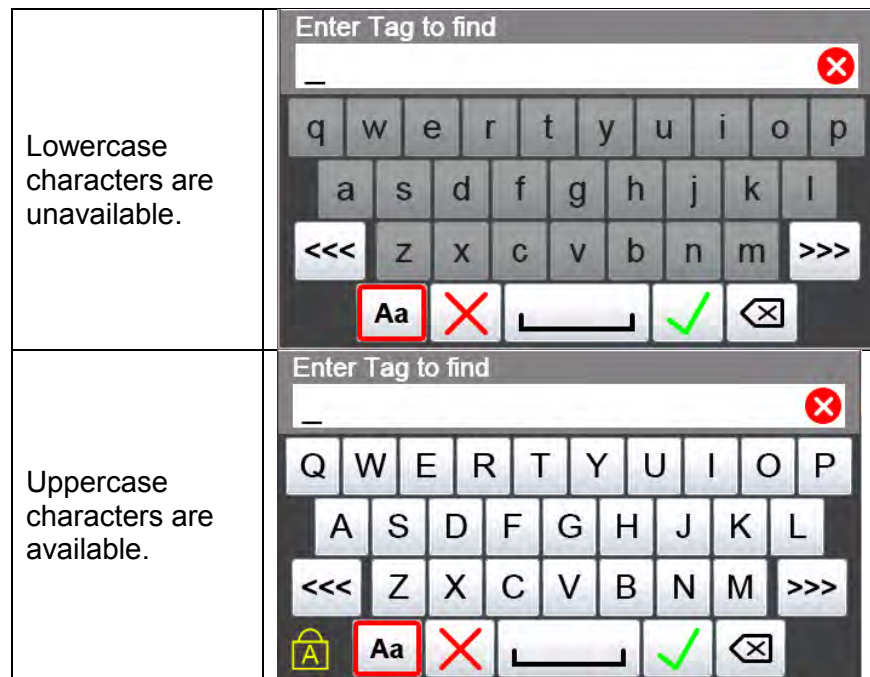 Lowercase
characters are
unavailable.
Enter Tag to find
_
q w e r t y u i o p
a s d f g h j k l
<<< z x c v b n m >>>
Aa
Uppercase
characters are
available.
Enter Tag to find
_
Q W E R T Y U I O P
A S D F G H J K L
<<< Z X C V B N M >>>
A Aa